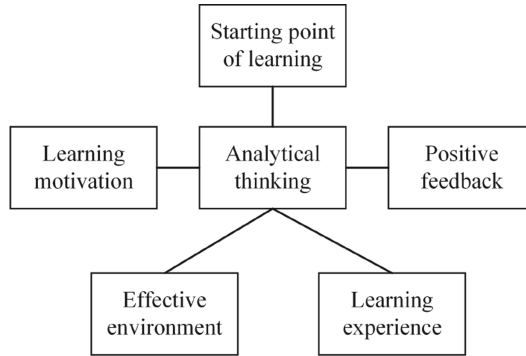 Starting point
of learning
Learning
motivation
Analytical
thinking
Positive
feedback
Effective
environment
Learning
experience